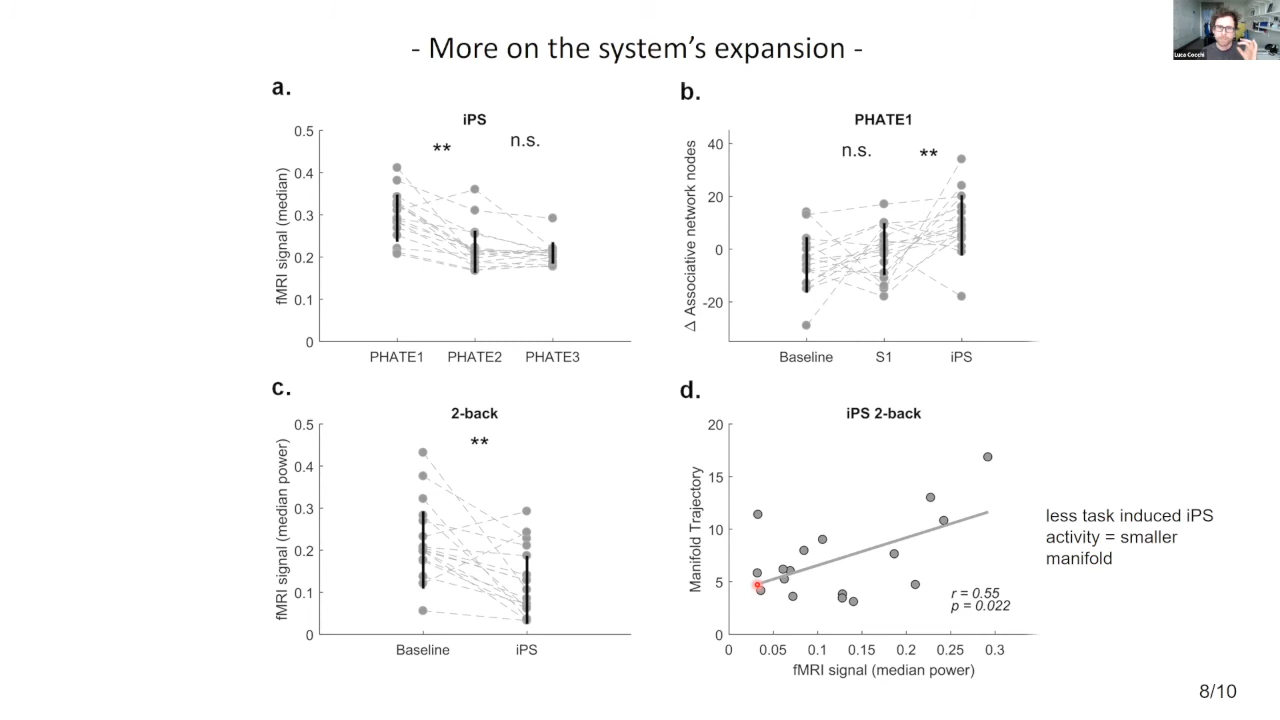 - More on the system's expansion -
Luca Cocchi
a.
iPS
**
n.s.
0.5
0.4
0.3
0.2
0.1
0
fMRI signal (median)
PHATE1 PHATE2 PHATE3
b.
PHATE1
n.s.
**
40
20
0
-20
Δ Associative network nodes
Baseline S1 iPS
c.
2-back
**
0.5
0.4
0.3
0.2
0.1
0
fMRI signal (median power)
Baseline iPS
d.
iPS 2-back
20
15
10
5
0
Manifold Trajectory
r = 0.55
p = 0.022
0 0.05 0.1 0.15 0.2 0.25 0.3
fMRI signal (median power)
less task induced iPS
activity = smaller
manifold
8/10